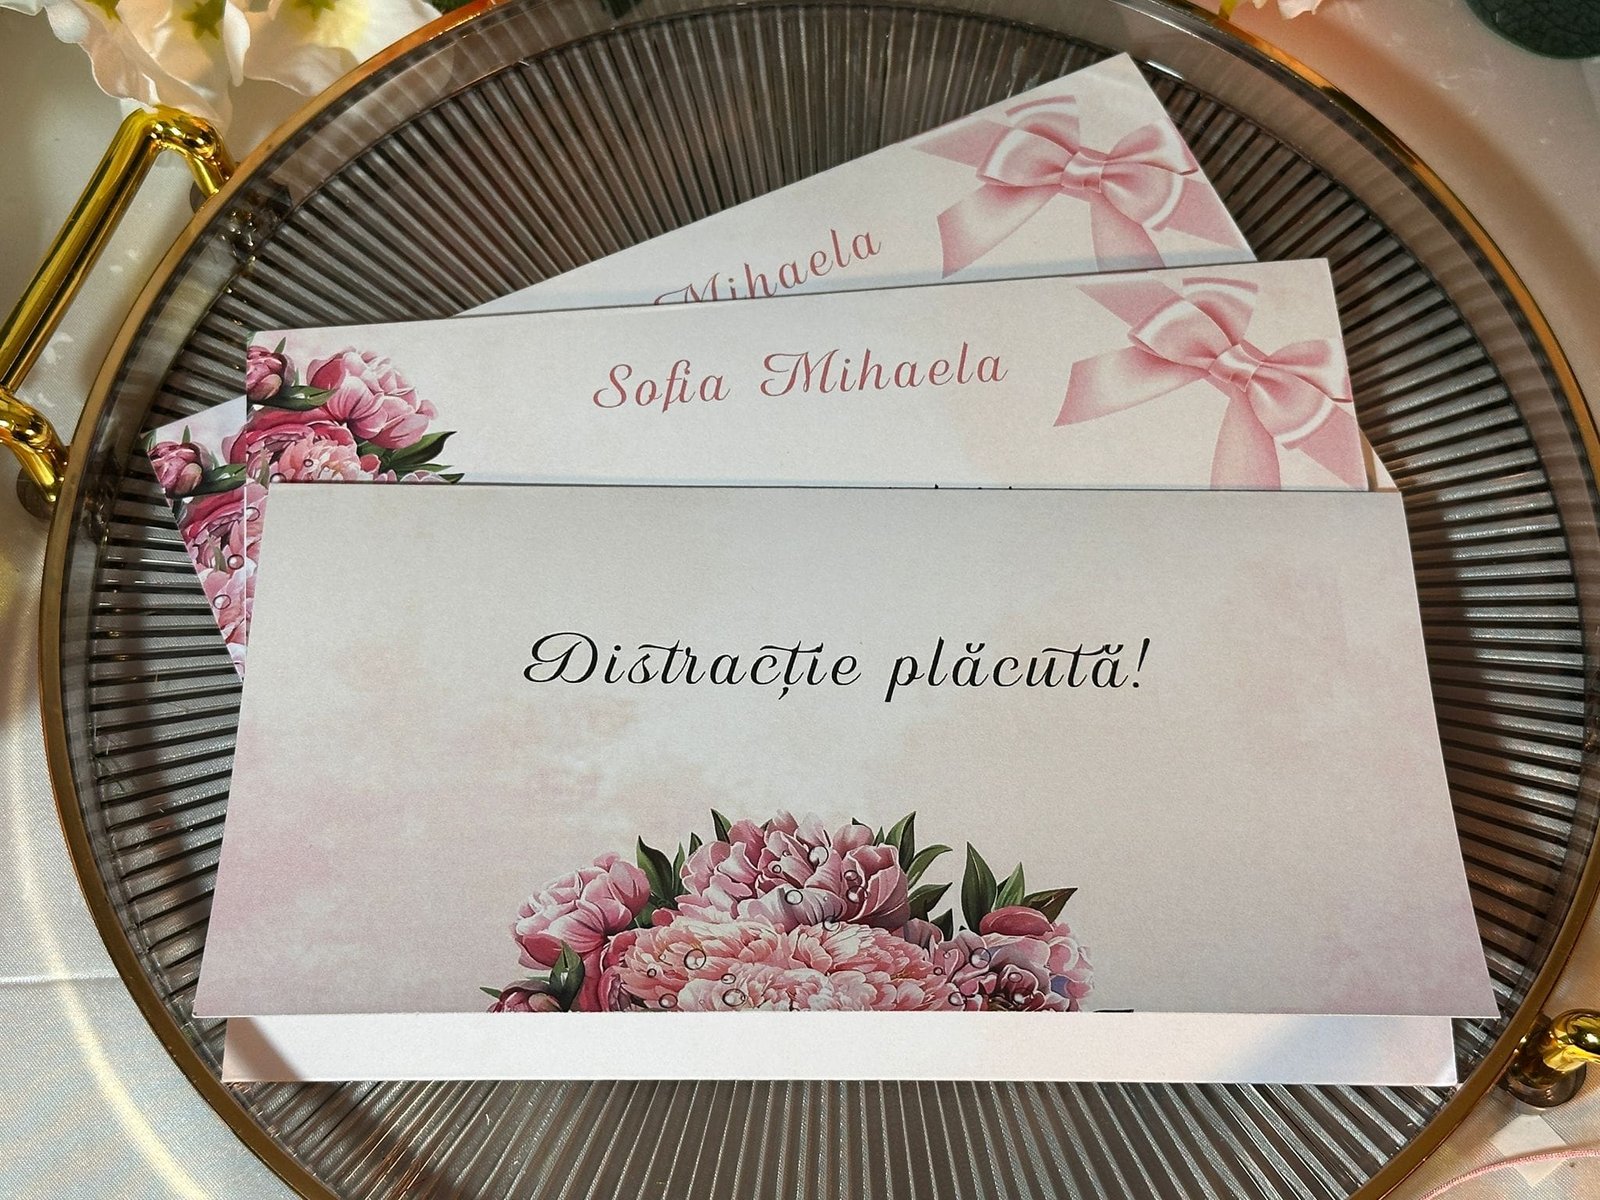 Mihaela
Sofia Mihaela
Distracție plăcută!